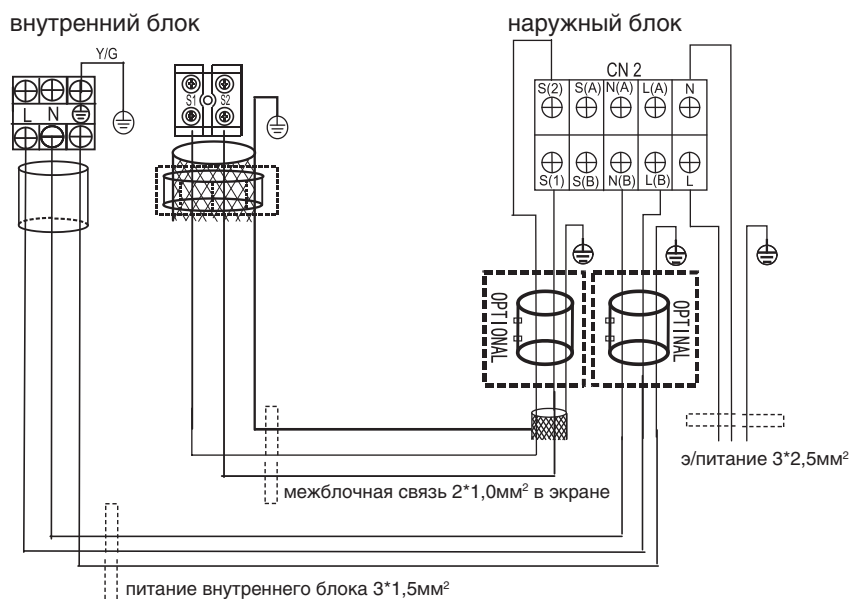 внутренний блок
наружный блок
Y/G
L N
S1 S2
CN 2
S(2) S(A) N(A) L(A) N
S(1) S(B) N(B) L(B) L
OPTIONAL
OPTINAL
э/питание 3*2,5мм²
межблочная связь 2*1,0мм² в экране
питание внутреннего блока 3*1,5мм²